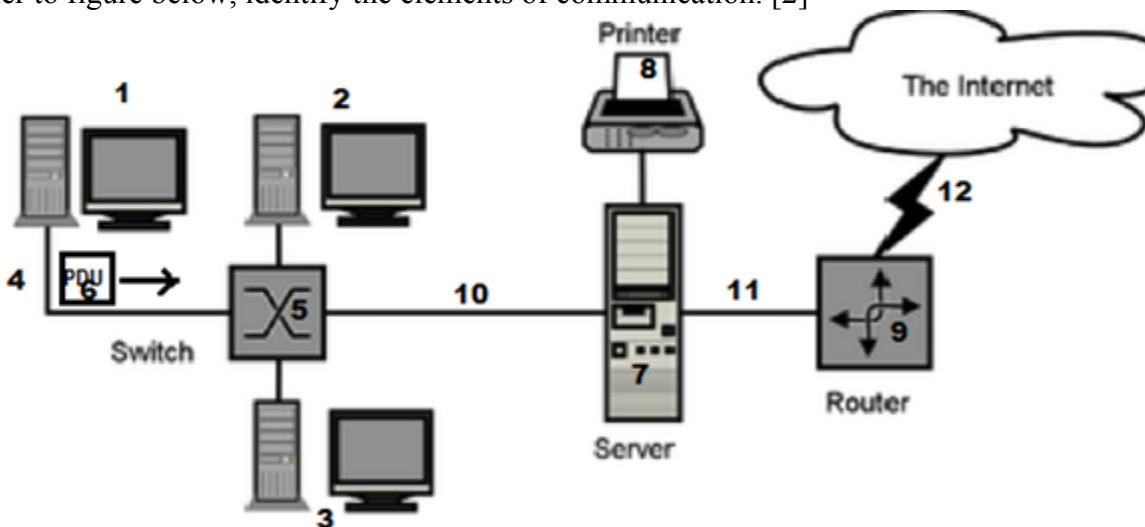 refer to figure below, identify the elements of communication. [2]
Printer
8
The Internet
1
2
12
4
PDU
6
5
10
11
9
7
Switch
Router
Server
3